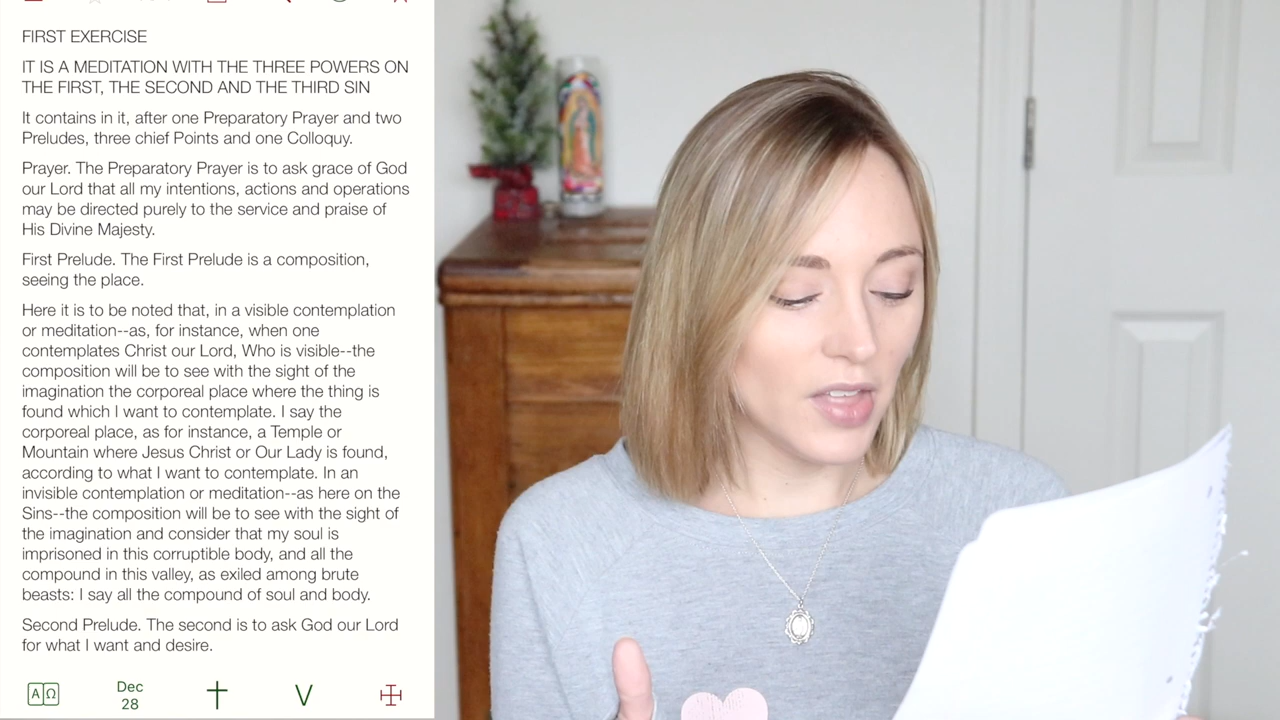 FIRST EXERCISE
IT IS A MEDITATION WITH THE THREE POWERS ON
THE FIRST, THE SECOND AND THE THIRD SIN
It contains in it, after one Preparatory Prayer and two
Preludes, three chief Points and one Colloquy.
Prayer. The Preparatory Prayer is to ask grace of God
our Lord that all my intentions, actions and operations
may be directed purely to the service and praise of
His Divine Majesty.
First Prelude. The First Prelude is a composition,
seeing the place.
Here it is to be noted that, in a visible contemplation
or meditation--as, for instance, when one
contemplates Christ our Lord, Who is visible--the
composition will be to see with the sight of the
imagination the corporeal place where the thing is
found which I want to contemplate. I say the
corporeal place, as for instance, a Temple or
Mountain where Jesus Christ or Our Lady is found,
according to what I want to contemplate. In an
invisible contemplation or meditation--as here on the
Sins--the composition will be to see with the sight of
the imagination and consider that my soul is
imprisoned in this corruptible body, and all the
compound in this valley, as exiled among brute
beasts: I say all the compound of soul and body.
Second Prelude. The second is to ask God our Lord
for what I want and desire.
ΑΩ
Dec
28
V